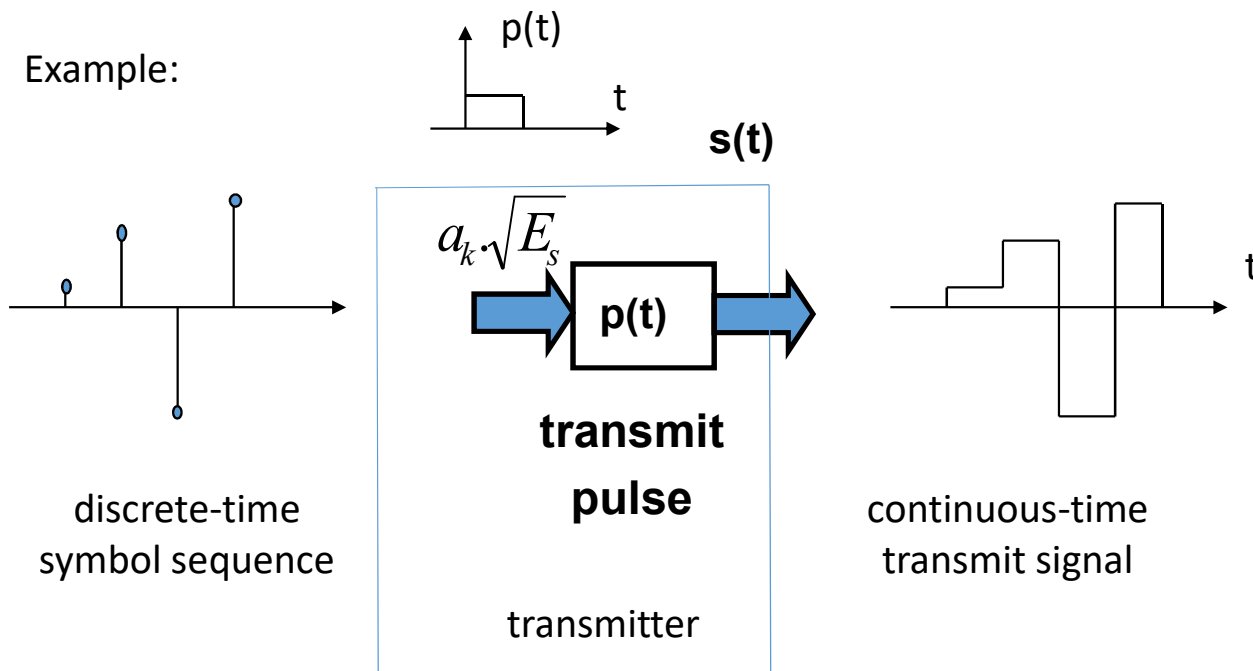 p(t)
Example:
t
s(t)
a_k.√E_s
p(t)
t
transmit
pulse
discrete-time
symbol sequence
continuous-time
transmit signal
transmitter